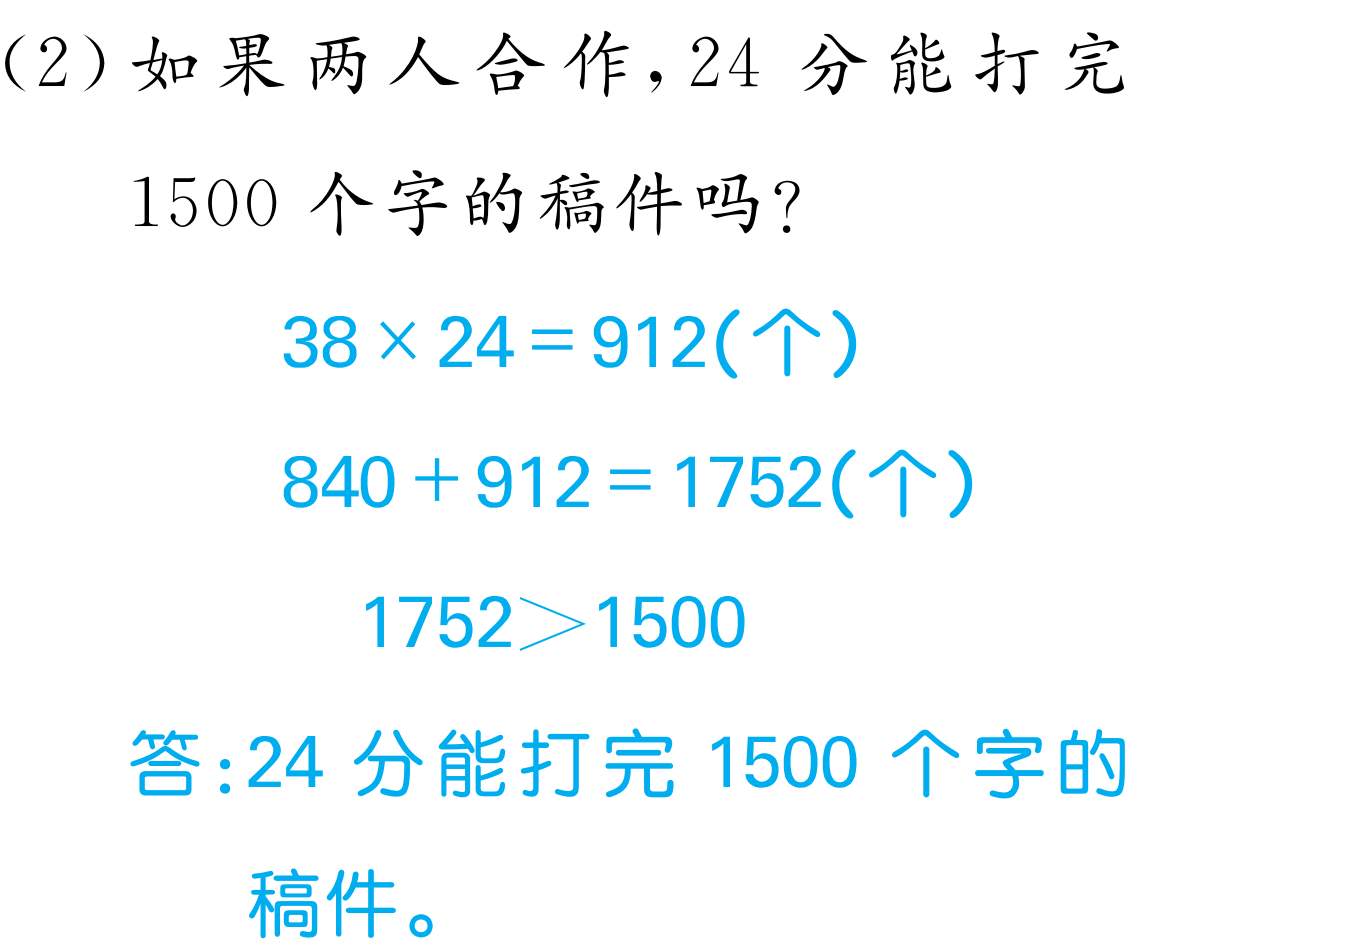 (2)如果两人合作,24 分能打完
1500 个字的稿件吗?
38×24=912(个)
840+912=1752(个)
1752>1500
答:24 分能打完 1500 个字的
稿件。